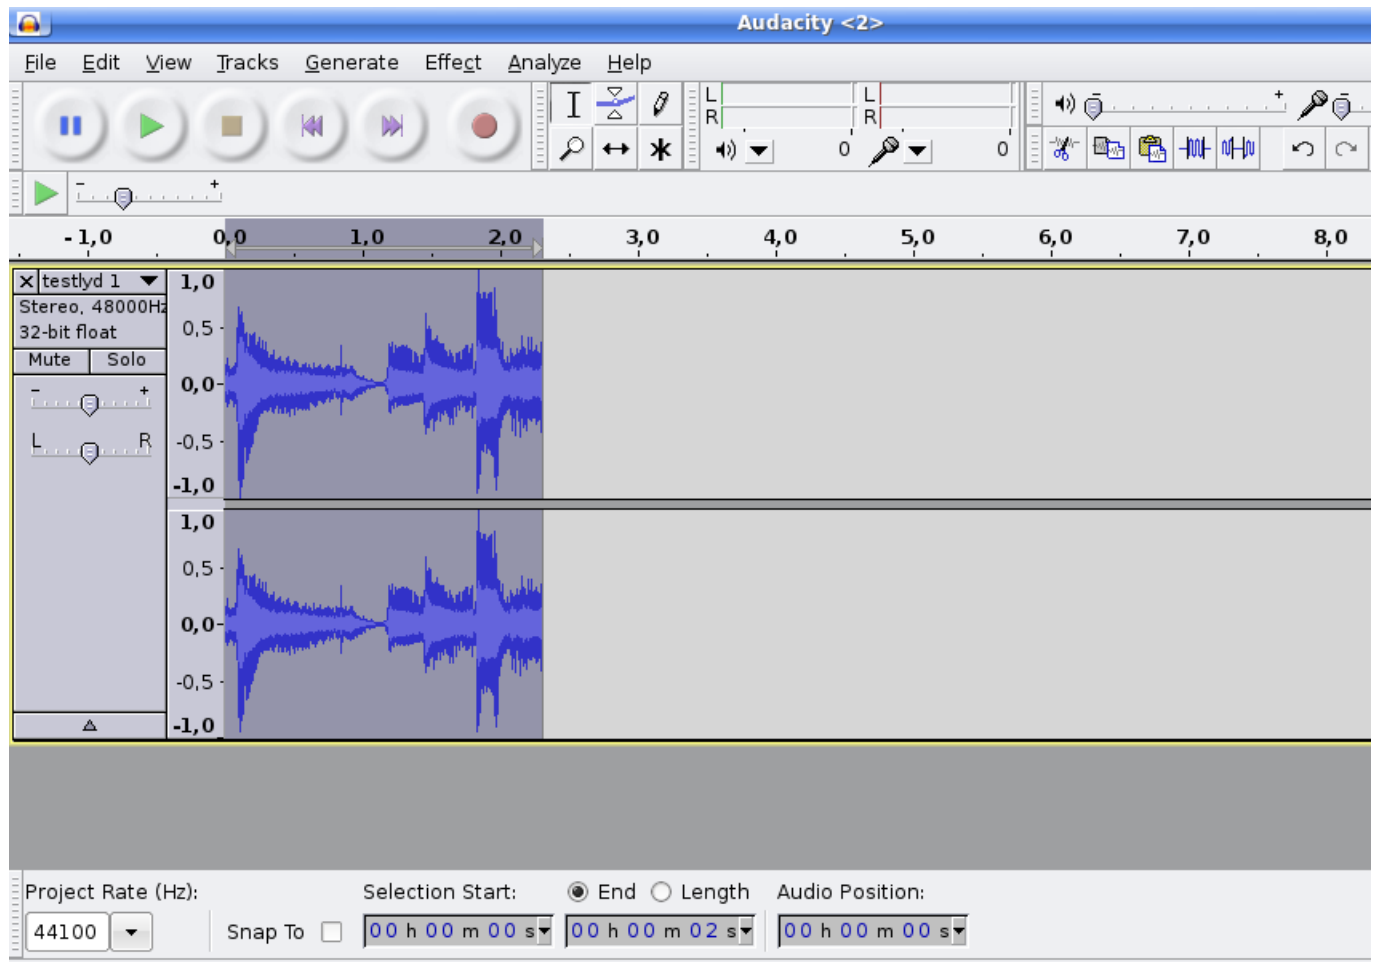 Audacity <2>
File Edit View Tracks Generate Effect Analyze Help
L L
R R
- +
0 0
- +
- 1,0 0,0 1,0 2,0 3,0 4,0 5,0 6,0 7,0 8,0
testlyd 1
Stereo, 48000Hz
32-bit float
Mute Solo
- +
L R
1,0
0,5
0,0
-0,5
-1,0
1,0
0,5
0,0
-0,5
-1,0
Project Rate (Hz): Selection Start: End Length Audio Position:
44100 Snap To 00 h 00 m 00 s 00 h 00 m 02 s 00 h 00 m 00 s